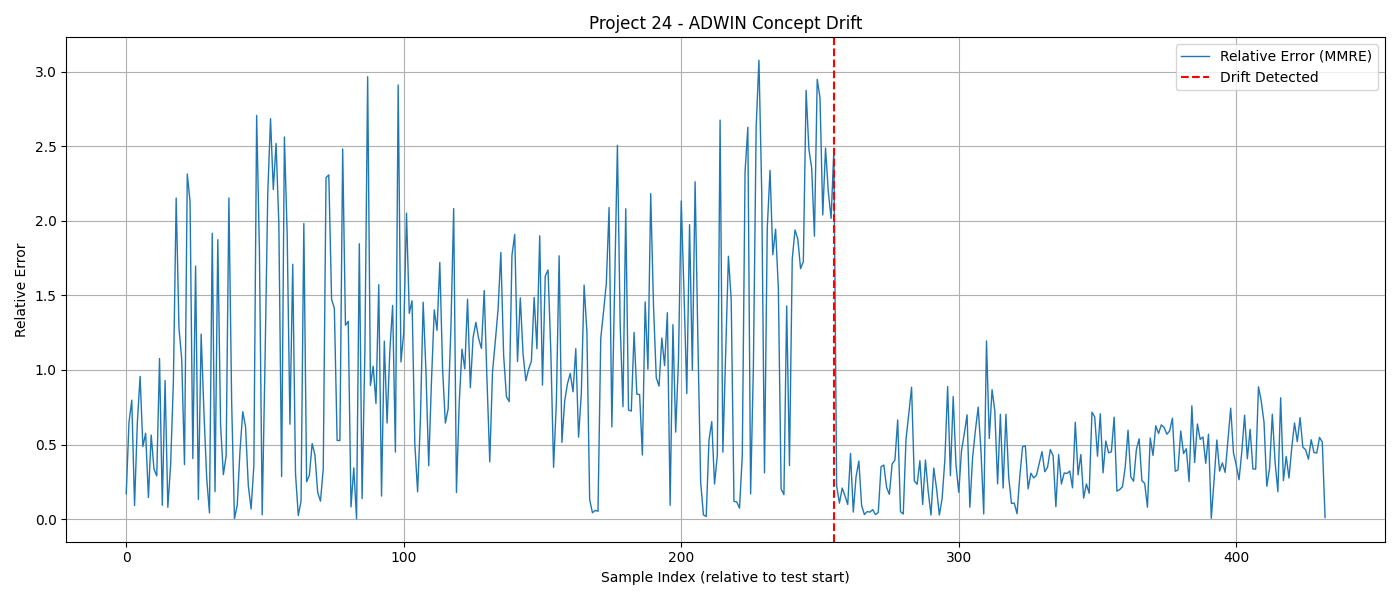 Project 24 - ADWIN Concept Drift
Relative Error (MMRE)
Drift Detected
Relative Error
3.0
2.5
2.0
1.5
1.0
0.5
0.0
0
100
200
300
400
Sample Index (relative to test start)